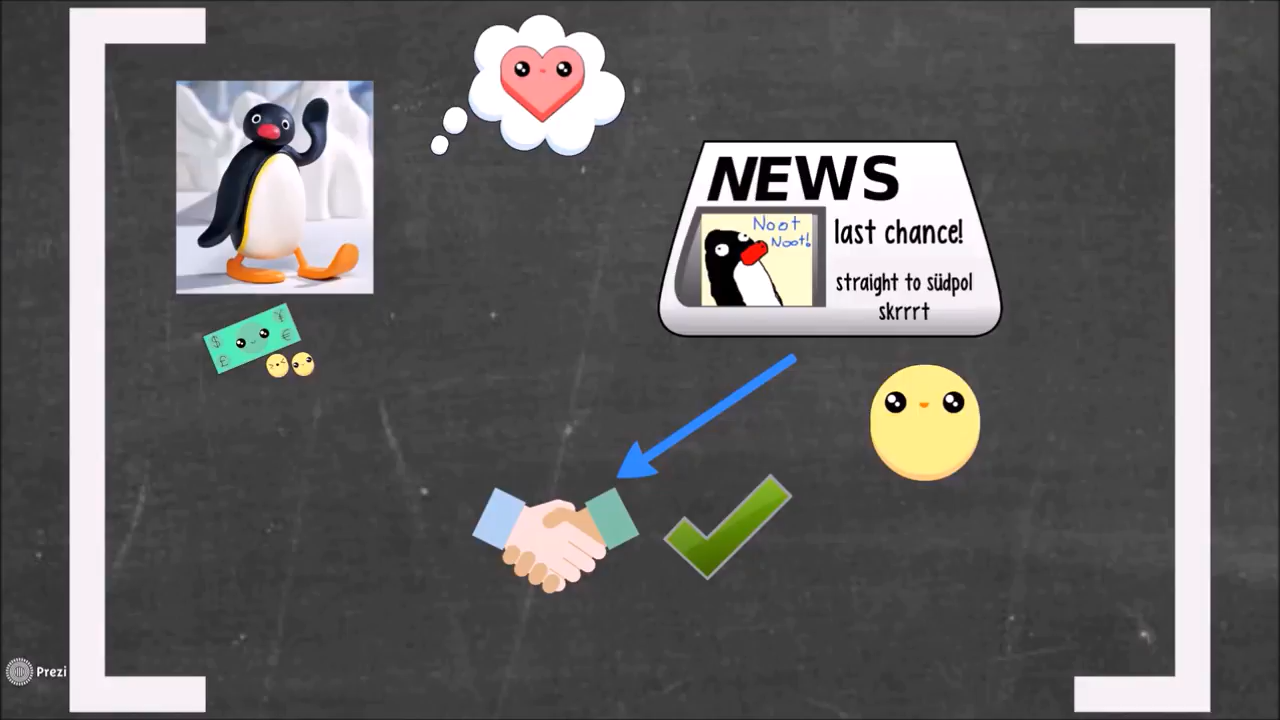 NEWS
Noot
Noot!
last chance!
straight to südpol
skrrrt
$ ¥
£ €
Prezi